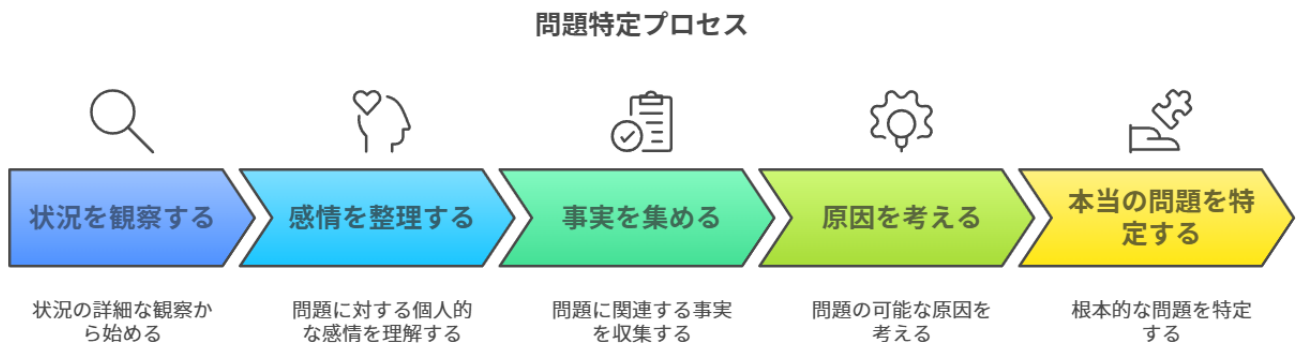 問題特定プロセス
状況を観察する
感情を整理する
事実を集める
原因を考える
本当の問題を特
定する
状況の詳細な観察か
ら始める
問題に対する個人的
な感情を理解する
問題に関連する事実
を収集する
問題の可能な原因を
考える
根本的な問題を特定
する